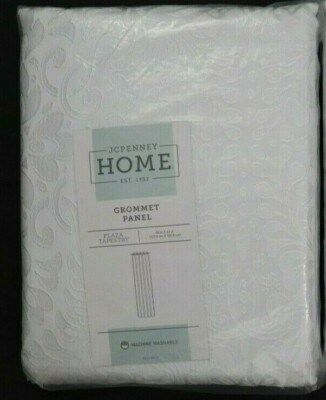 JCPENNEY
HOME
EST. 1902
GROMMET
PANEL
PLAZA
TAPESTRY
MACHINE WASHABLE